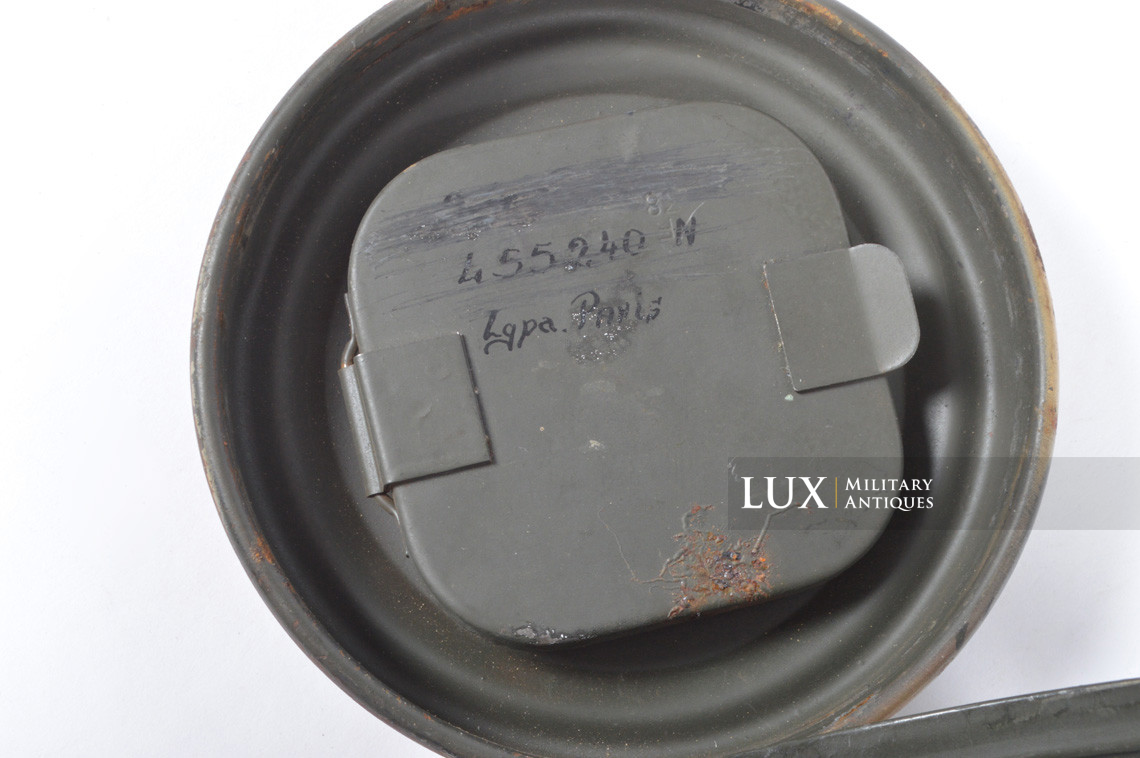 455240 N
Lgpa. Paris
LUX MILITARY ANTIQUES